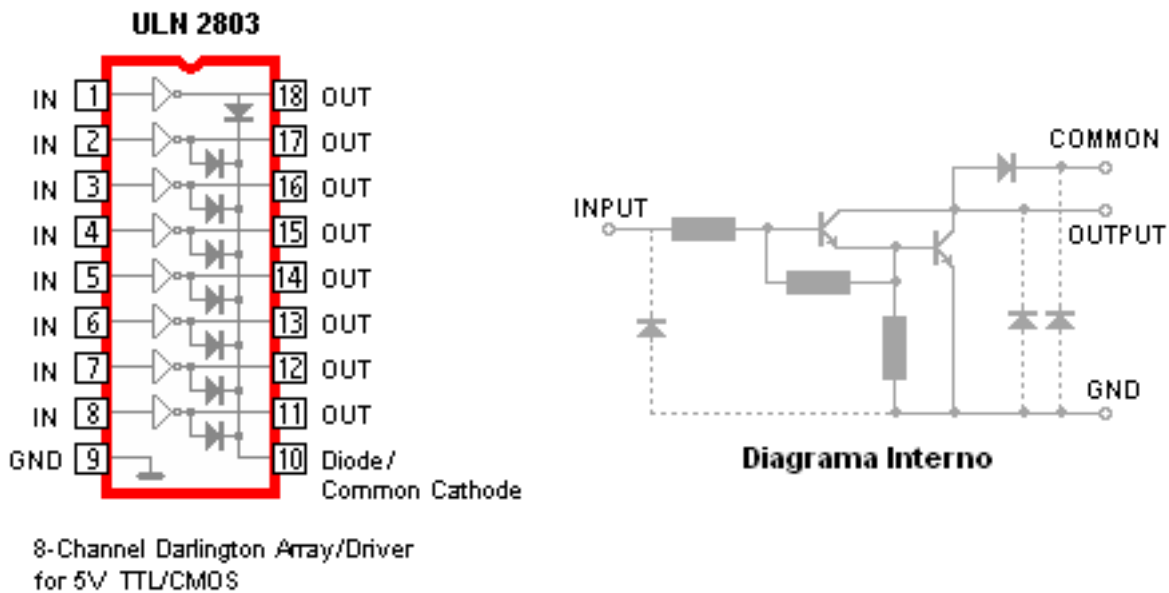 ULN 2803
IN 1 18 OUT
IN 2 17 OUT
IN 3 16 OUT
IN 4 15 OUT
IN 5 14 OUT
IN 6 13 OUT
IN 7 12 OUT
IN 8 11 OUT
GND 9 10 Diode/
Common Cathode
8-Channel Darlington Array/Driver
for 5V TTL/CMOS
COMMON
INPUT
OUTPUT
GND
Diagrama Interno